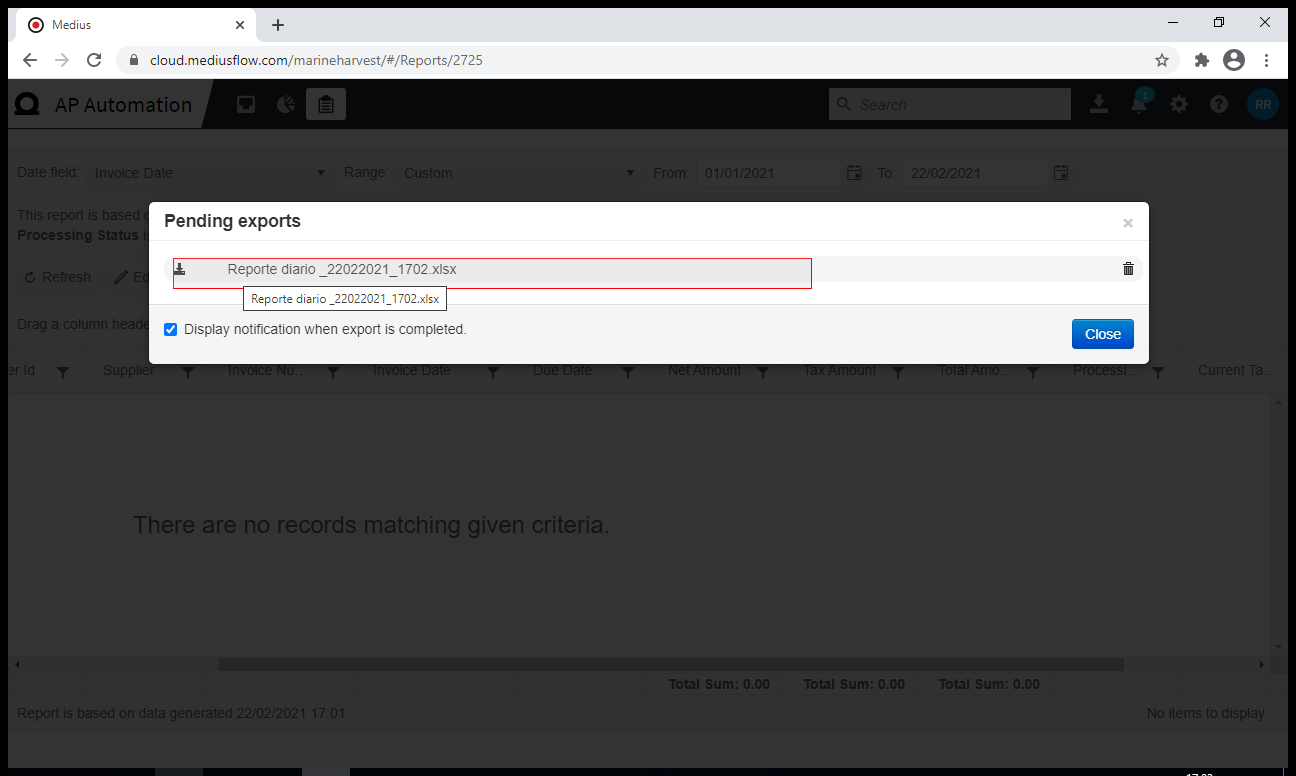 Medius
cloud.mediusflow.com/marineharvest/#/Reports/2725
AP Automation
Search
1
RR
Date field: Invoice Date Range: Custom From: 01/01/2021 To: 22/02/2021
This report is based
Processing Status
Pending exports
×
Refresh
Reporte diario _22022021_1702.xlsx
Reporte diario _22022021_1702.xlsx
Drag a column heade
Display notification when export is completed.
Close
er Id Supplier Invoice Nu... Invoice Date Due Date Net Amount Tax Amount Total Amo... Processi... Current Ta..
There are no records matching given criteria.
Total Sum: 0.00 Total Sum: 0.00 Total Sum: 0.00
Report is based on data generated 22/02/2021 17:01
No items to display